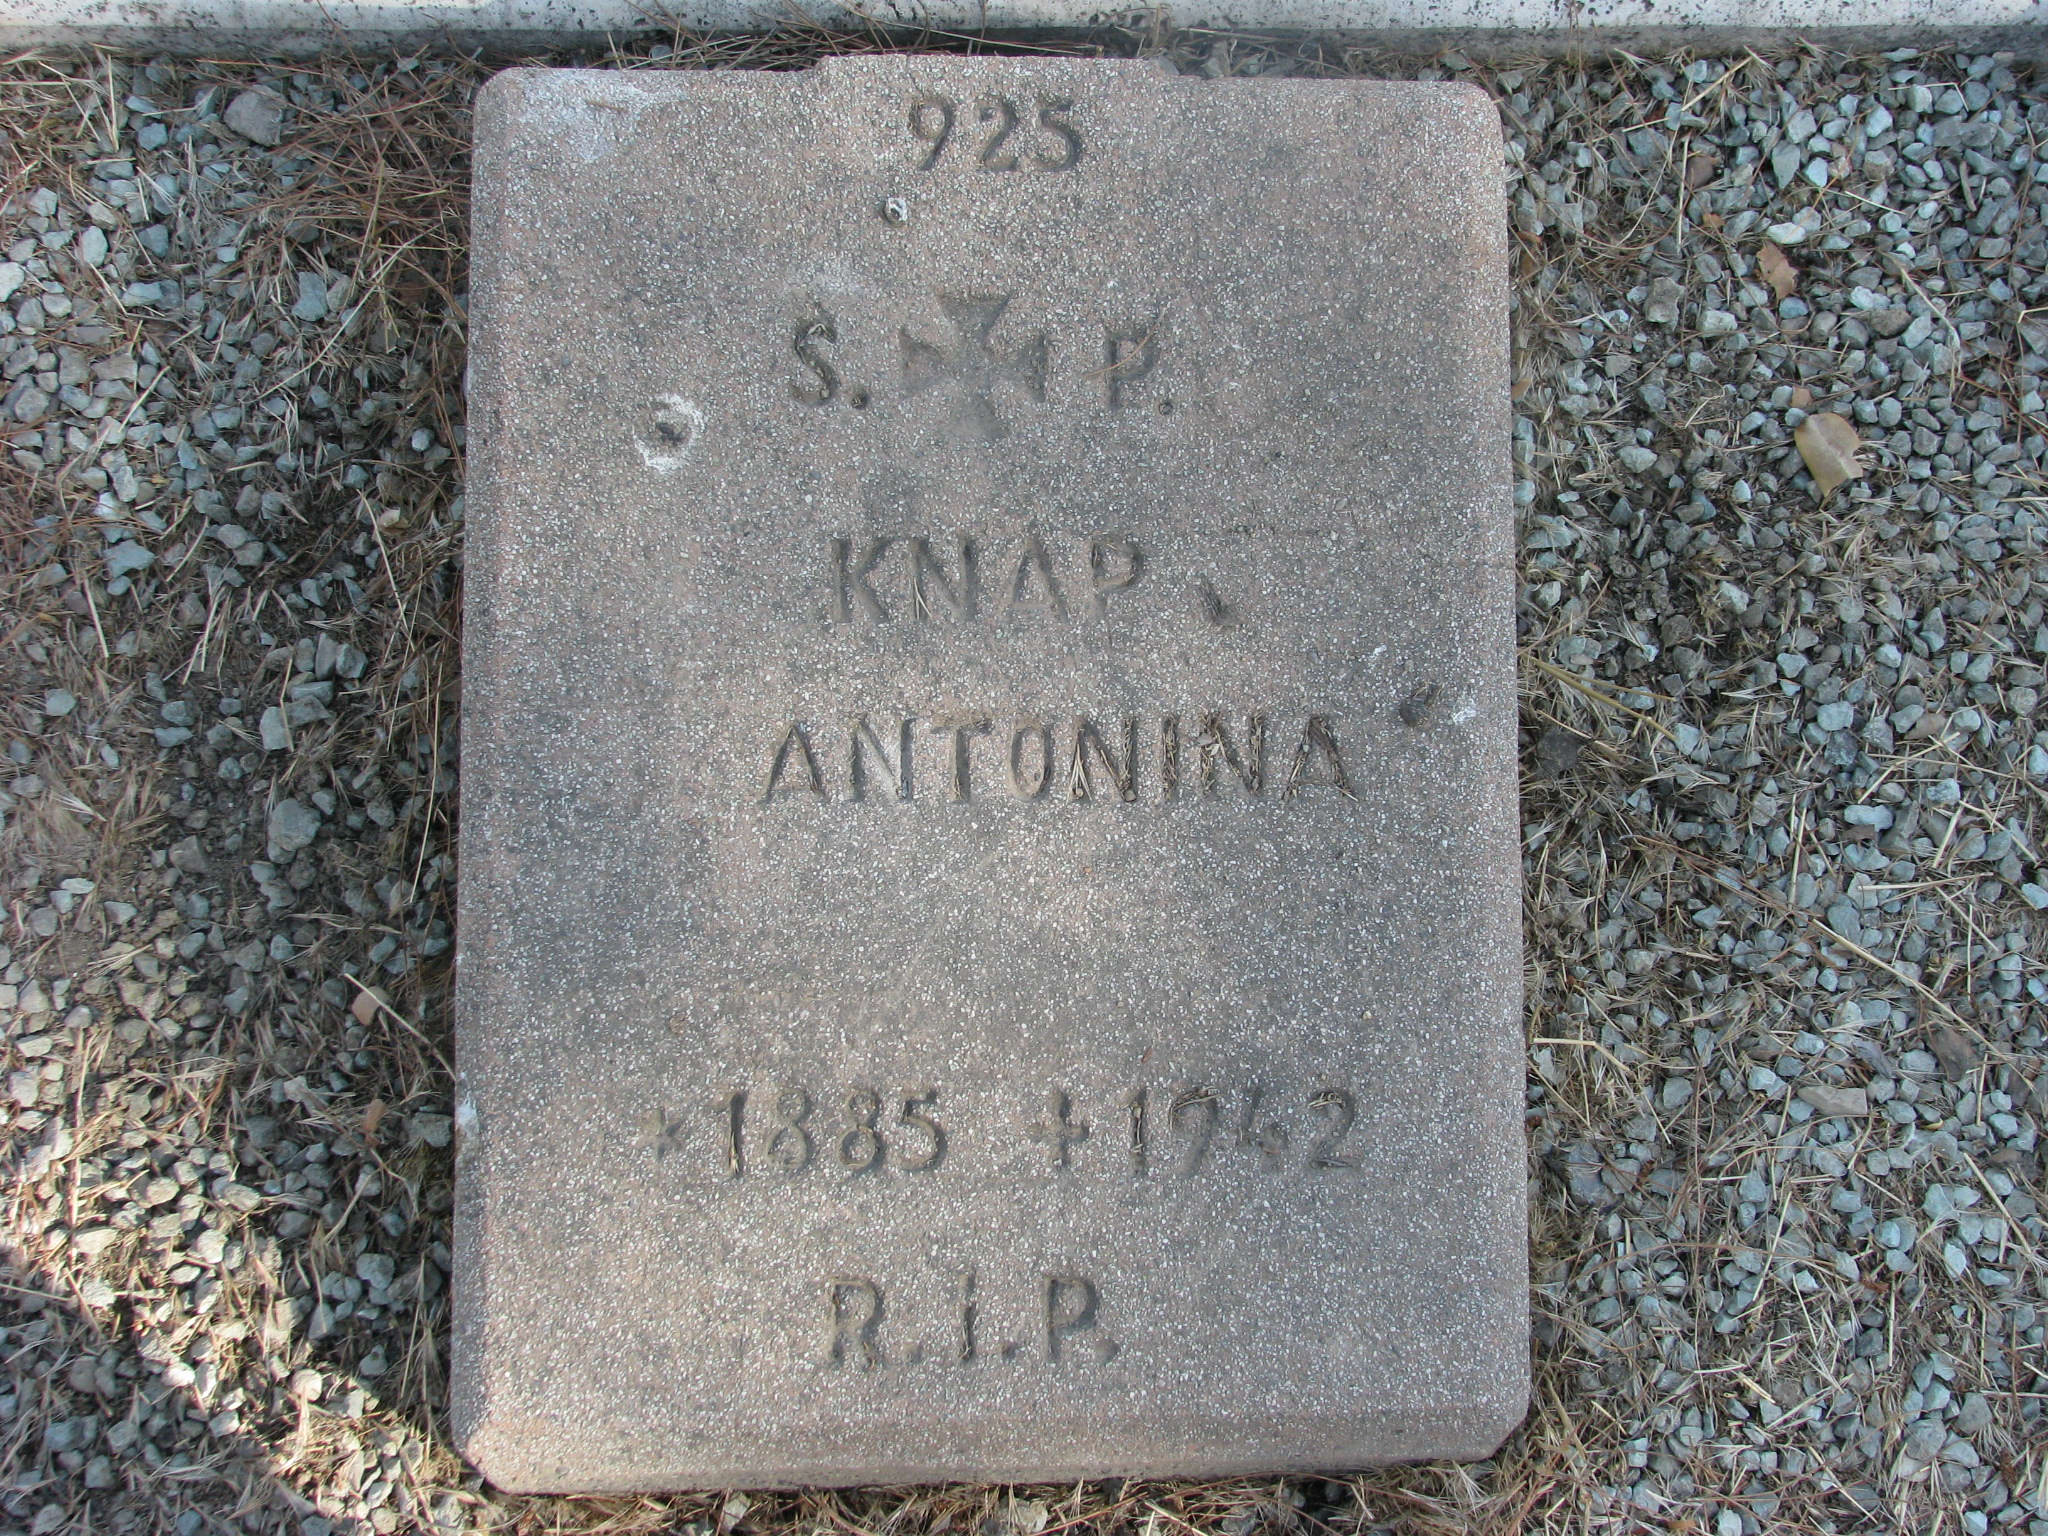 925
Ś. ✠ P.
KNAP
ANTONINA
* 1885 + 1942
R.I.P.